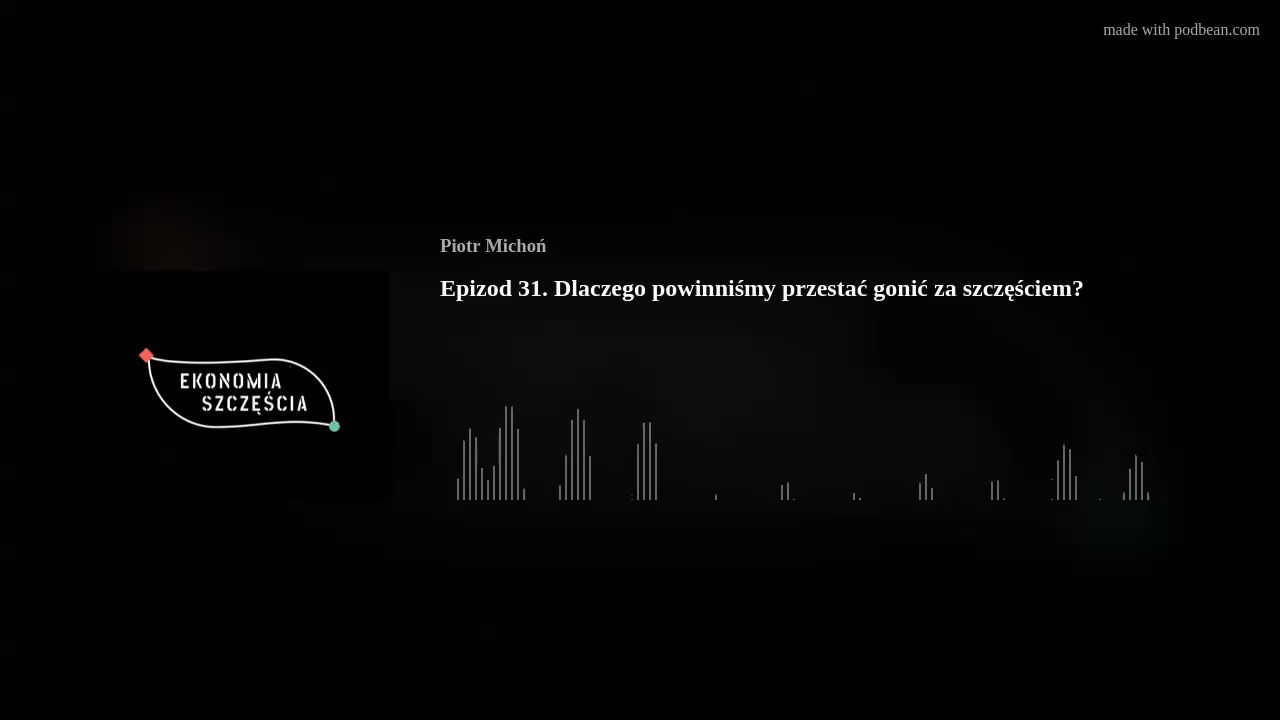 made with podbean.com
Piotr Michoń
Epizod 31. Dlaczego powinniśmy przestać gonić za szczęściem?
EKONOMIA
SZCZĘŚCIA